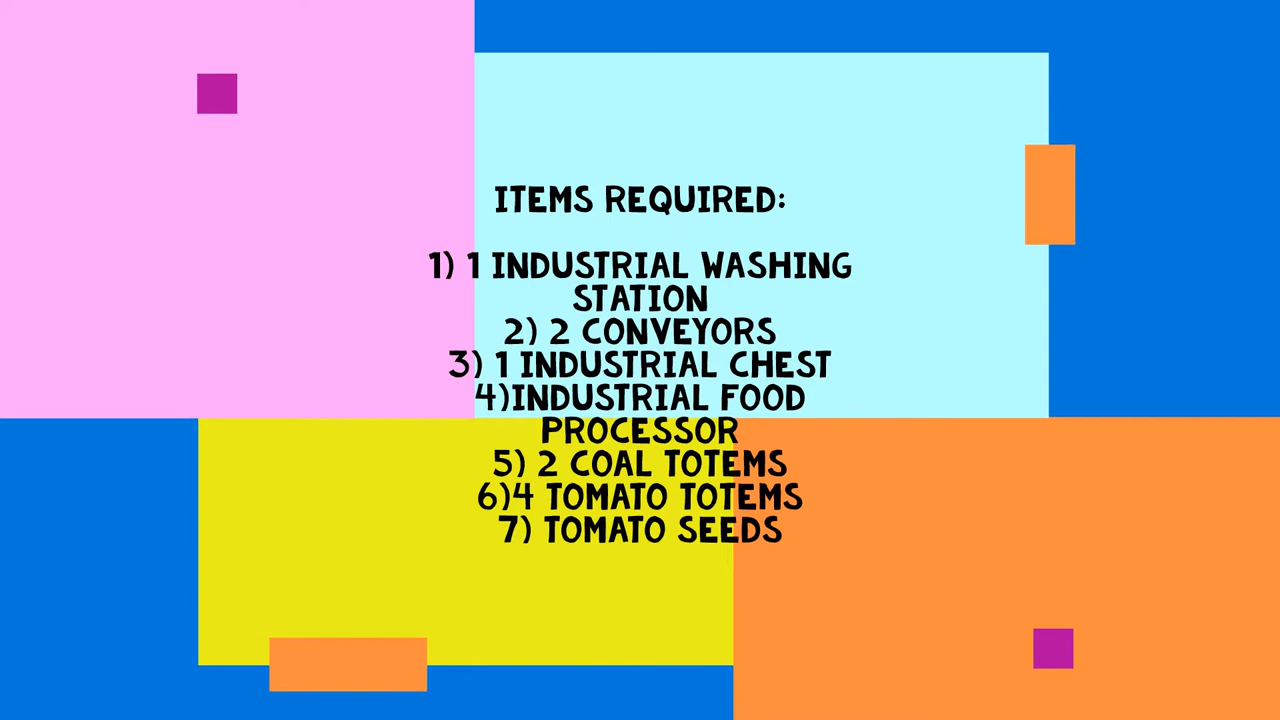 ITEMS REQUIRED:
1) 1 INDUSTRIAL WASHING
STATION
2) 2 CONVEYORS
3) 1 INDUSTRIAL CHEST
4)INDUSTRIAL FOOD
PROCESSOR
5) 2 COAL TOTEMS
6)4 TOMATO TOTEMS
7) TOMATO SEEDS